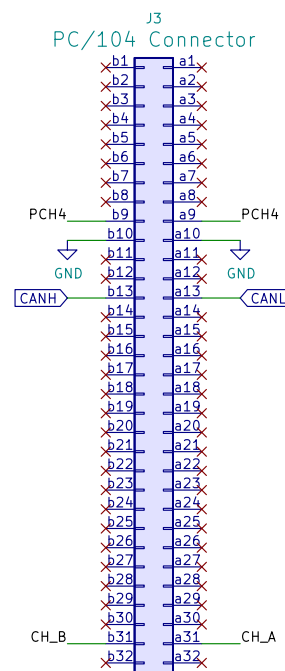 J3
PC/104 Connector
b1 a1
b2 a2
b3 a3
b4 a4
b5 a5
b6 a6
b7 a7
b8 a8
PCH4 b9 a9 PCH4
b10 a10
GND b11 a11 GND
b12 a12
CANH b13 a13 CANL
b14 a14
b15 a15
b16 a16
b17 a17
b18 a18
b19 a19
b20 a20
b21 a21
b22 a22
b23 a23
b24 a24
b25 a25
b26 a26
b27 a27
b28 a28
b29 a29
b30 a30
CH_B b31 a31 CH_A
b32 a32